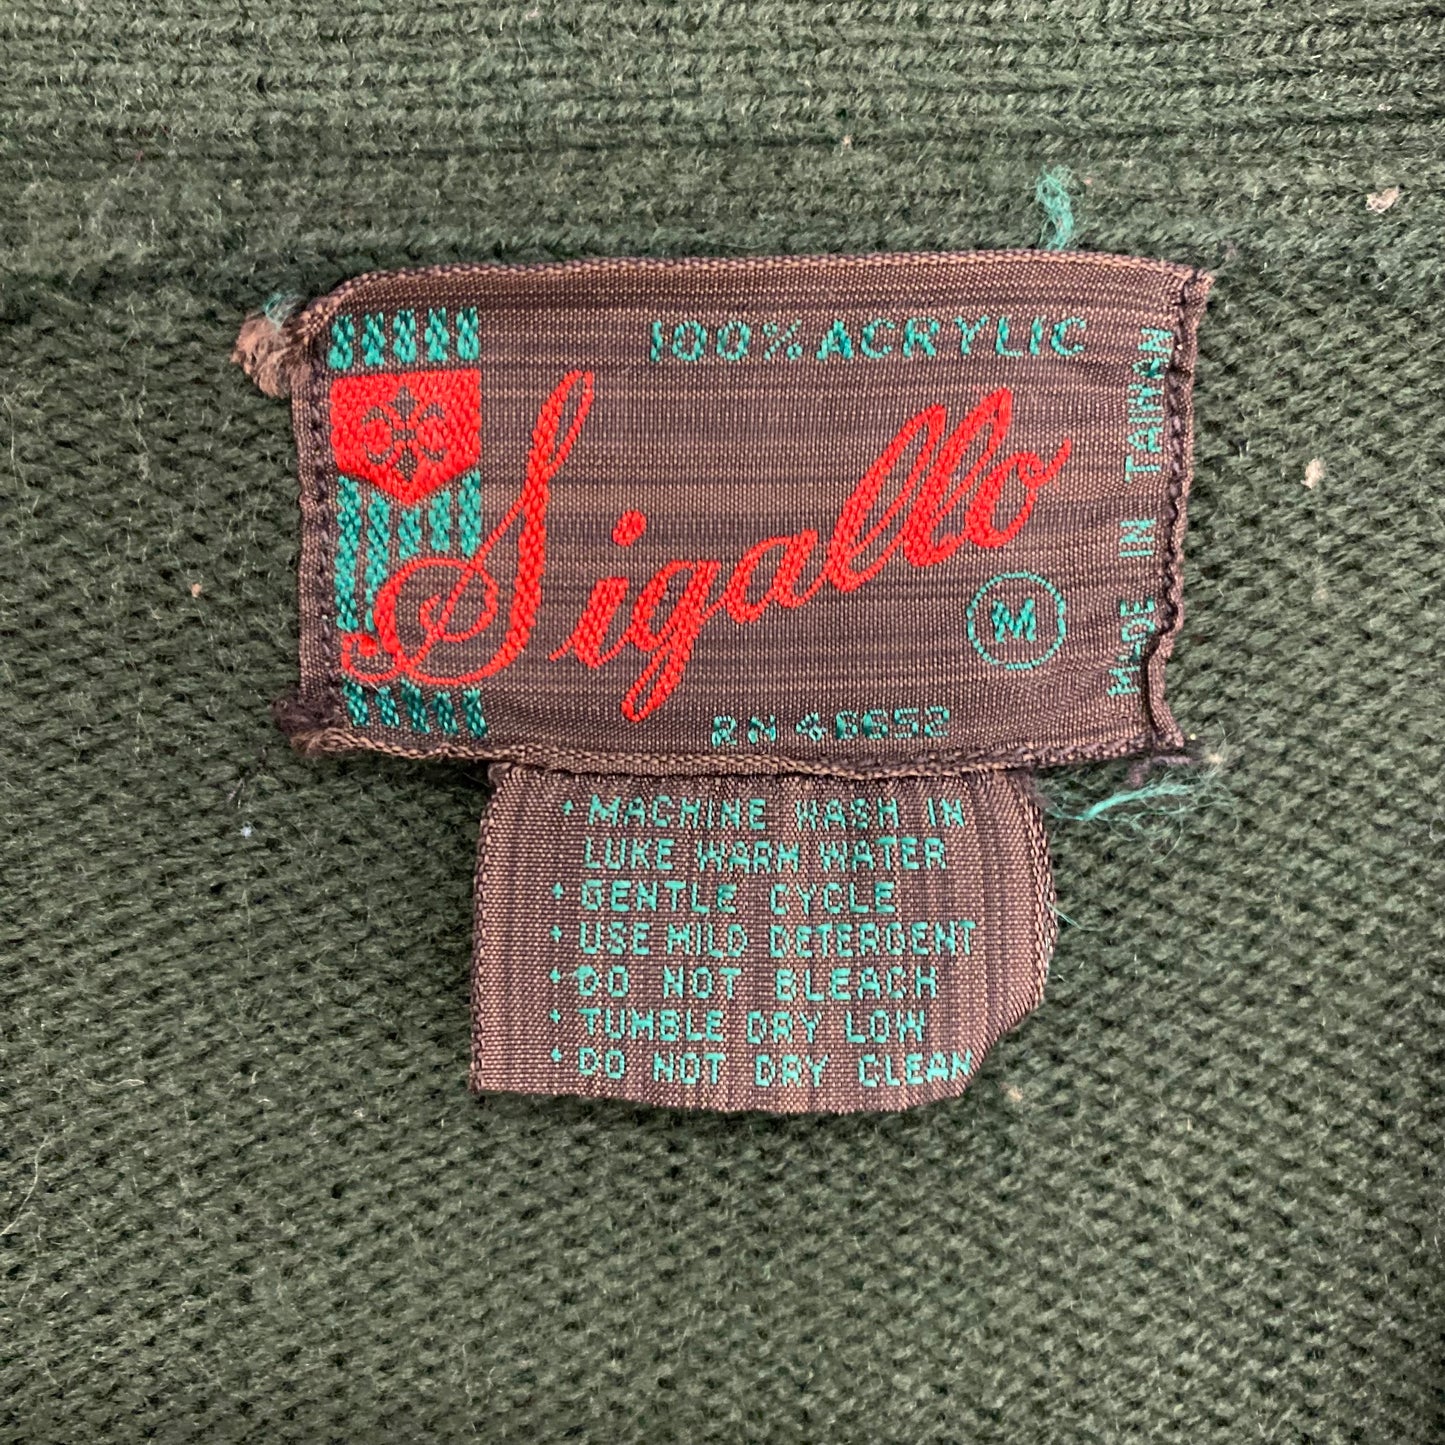 100% ACRYLIC
Sigallo
MADE IN TAIWAN
M
RN 46652
MACHINE WASH IN
LUKE WARM WATER
GENTLE CYCLE
USE MILD DETERGENT
DO NOT BLEACH
TUMBLE DRY LOW
DO NOT DRY CLEAN